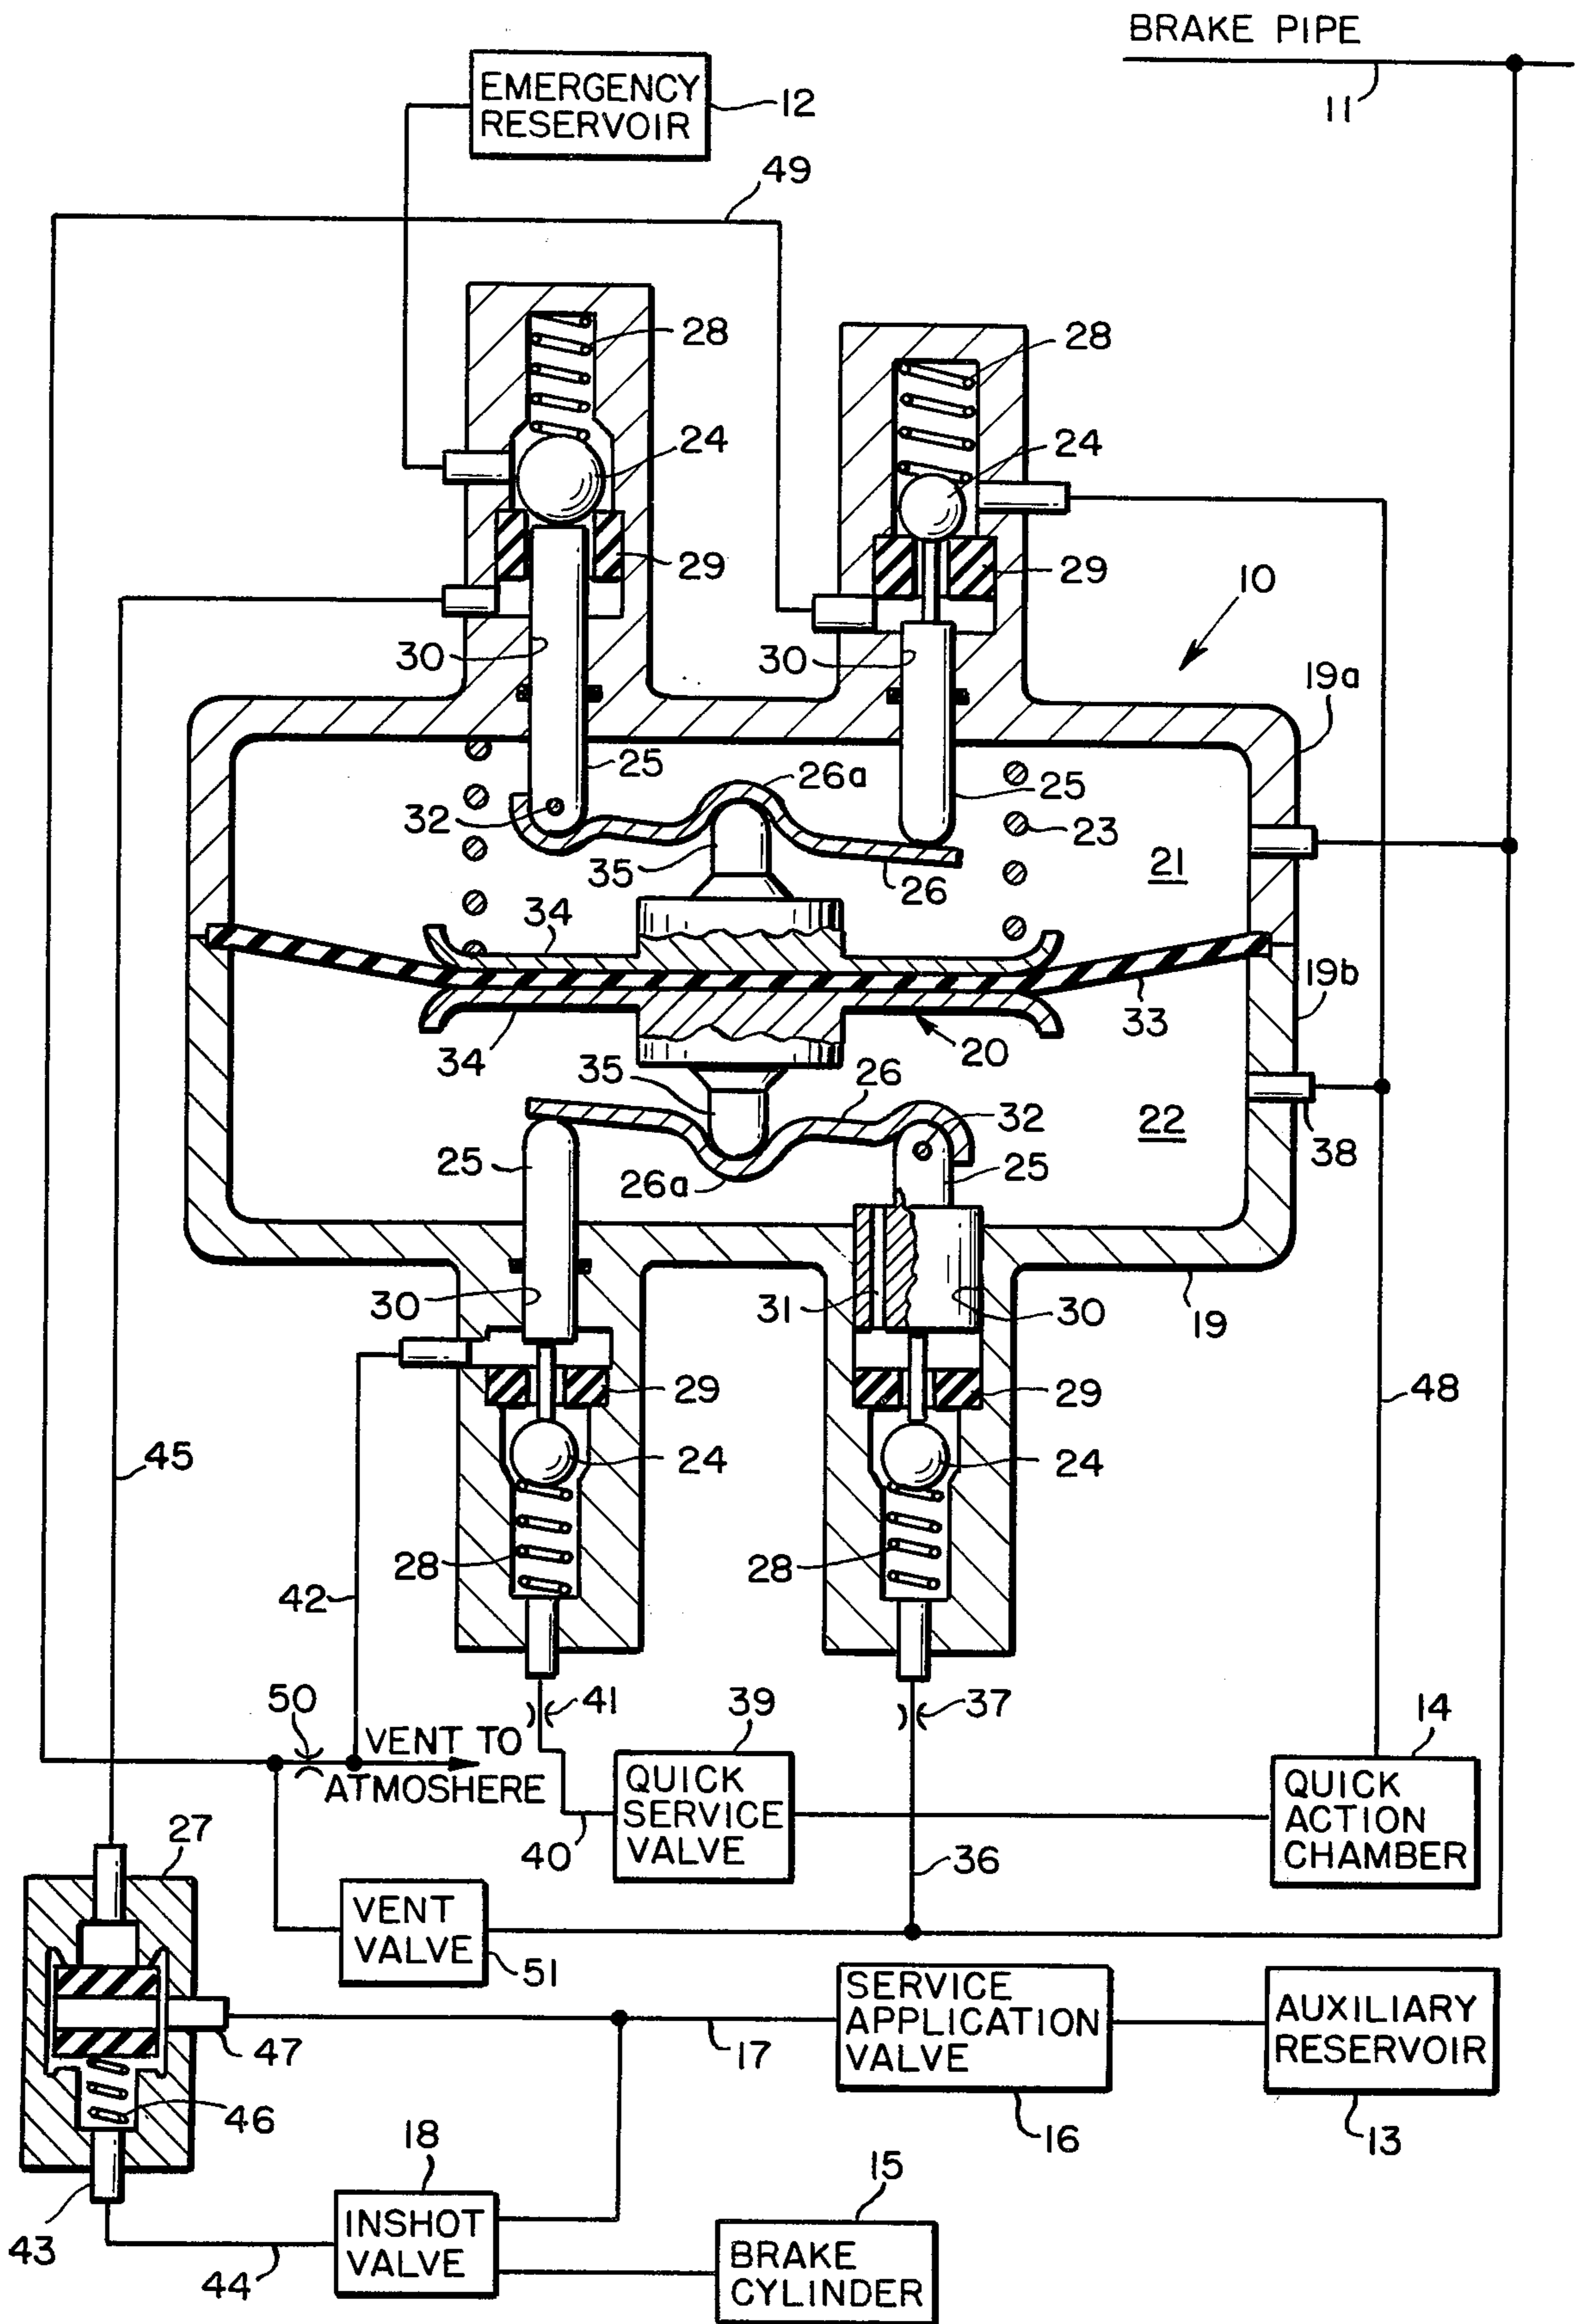 BRAKE PIPE
11
EMERGENCY
RESERVOIR
12
49
28
28
24
24
29
29
10
30
30
19a
25
26a
25
32
23
35
26
21
34
19b
33
34
20
35
26
32
22
25
26a
25
38
30
31
30
19
29
29
48
45
24
24
28
28
42
41
37
50
39
14
VENT TO
ATMOSHERE
QUICK
SERVICE
VALVE
QUICK
ACTION
CHAMBER
27
40
36
VENT
VALVE
51
SERVICE
APPLICATION
VALVE
AUXILIARY
RESERVOIR
47
17
46
18
16
13
15
43
INSHOT
VALVE
44
BRAKE
CYLINDER